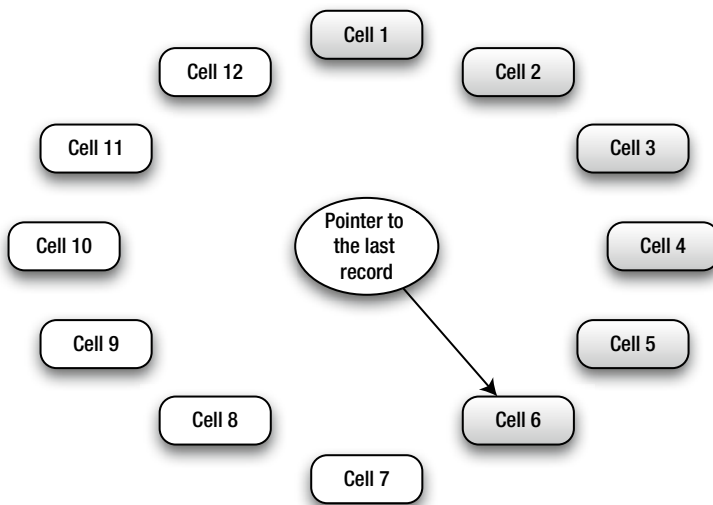 Cell 1
Cell 12
Cell 2
Cell 11
Cell 3
Pointer to
the last
record
Cell 10
Cell 4
Cell 9
Cell 5
Cell 8
Cell 6
Cell 7